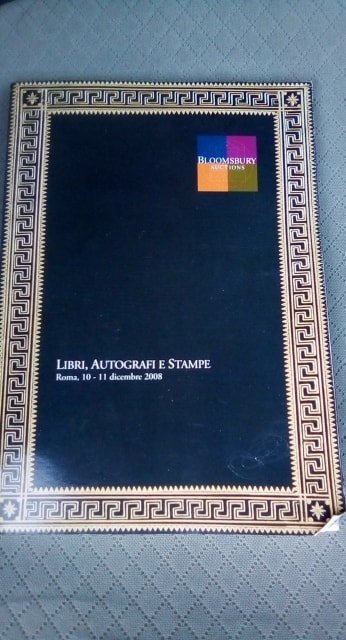 BLOOMSBURY
AUCTIONS
LIBRI, AUTOGRAFI E STAMPE
Roma, 10 - 11 dicembre 2008